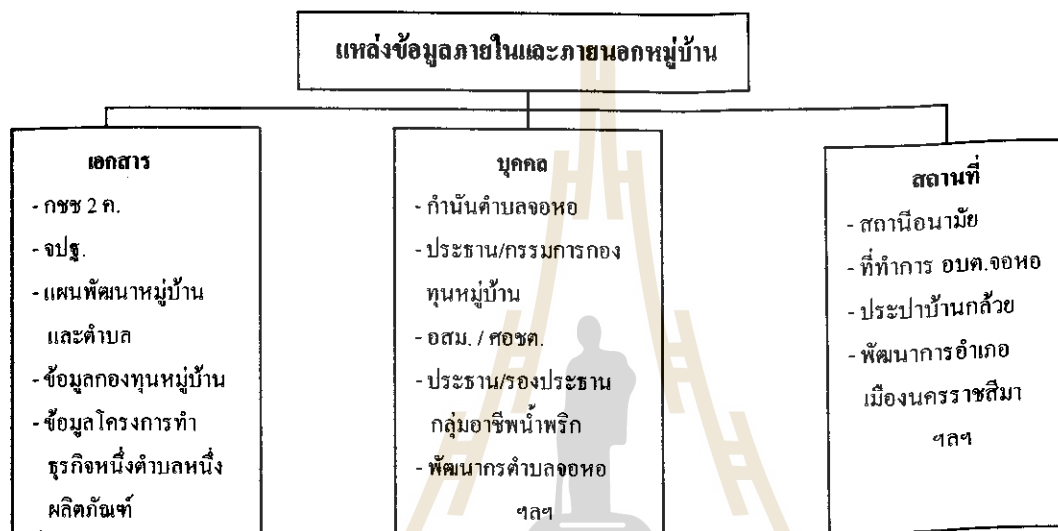 แหล่งข้อมูลภายในและภายนอกหมู่บ้าน
เอกสาร
- กชช 2 ค.
- จปฐ.
- แผนพัฒนาหมู่บ้าน
และตำบล
- ข้อมูลกองทุนหมู่บ้าน
- ข้อมูลโครงการทำ
ธุรกิจหนึ่งตำบลหนึ่ง
ผลิตภัณฑ์
บุคคล
- กำนันตำบลจอหอ
- ประธาน/กรรมการกอง
ทุนหมู่บ้าน
- อสม. / ศอชต.
- ประธาน/รองประธาน
กลุ่มอาชีพน้ำพริก
- พัฒนากรตำบลจอหอ
ฯลฯ
สถานที่
- สถานีอนามัย
- ที่ทำการ อบต.จอหอ
- ประปาบ้านกล้วย
- พัฒนาการอำเภอ
เมืองนครราชสีมา
ฯลฯ